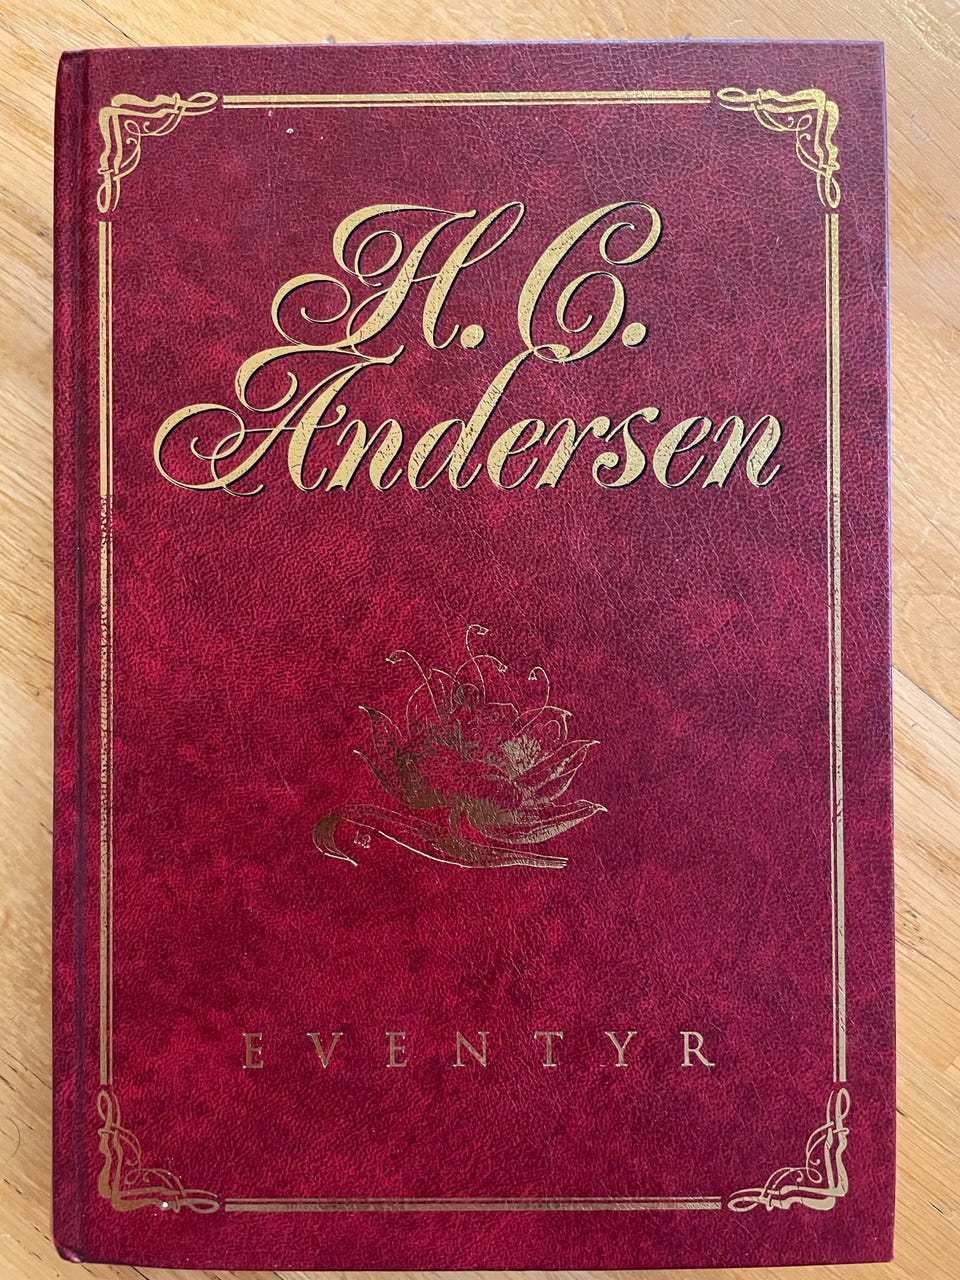 H. C.
Andersen
EVENTYR